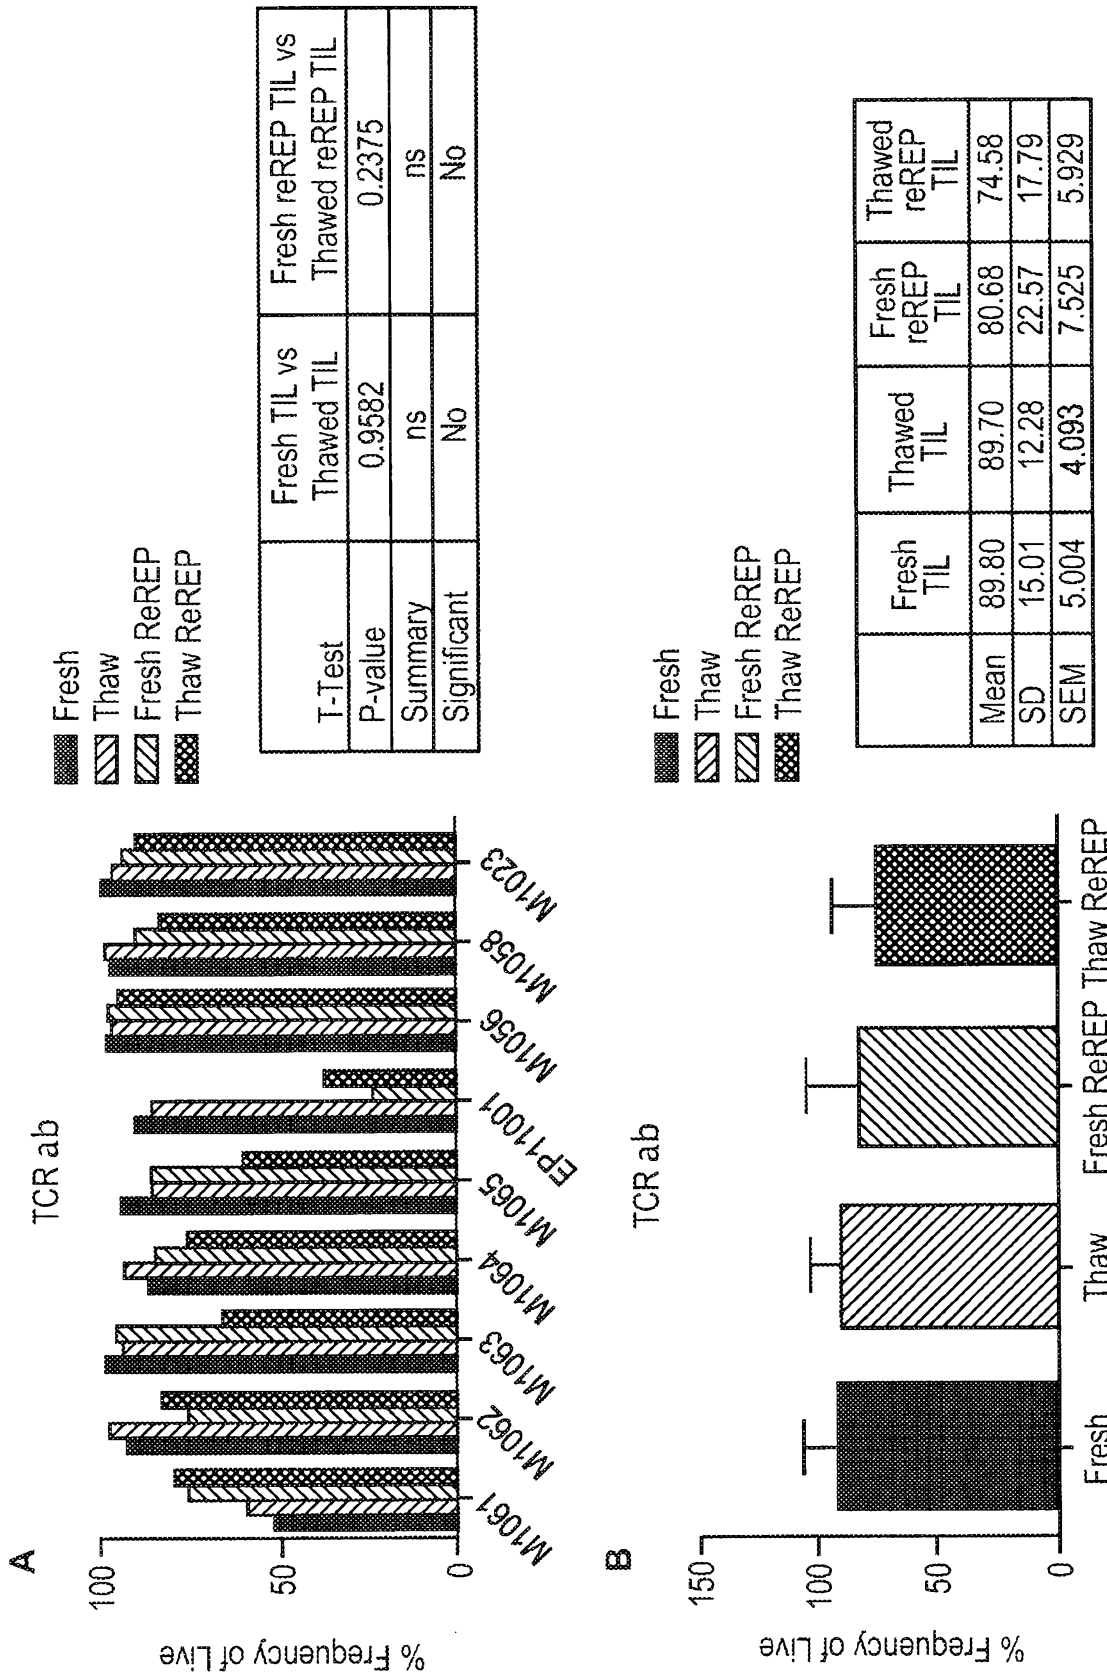 A
TCR ab
% Frequency of Live
100
50
0
M1061
M1062
M1063
M1064
M1065
EP11001
M1056
M1058
M1023
Fresh
Thaw
Fresh ReREP
Thaw ReREP
T-Test
Fresh TIL vs
Thawed TIL
Fresh reREP TIL vs
Thawed reREP TIL
P-value 0.9582 0.2375
Summary ns ns
Significant No No
B
TCR ab
% Frequency of Live
150
100
50
0
Fresh
Thaw
Fresh ReREP
Thaw ReREP
Fresh
Thaw
Fresh ReREP
Thaw ReREP
Fresh
TIL
Thawed
TIL
Fresh
reREP
TIL
Thawed
reREP
TIL
Mean 89.80 89.70 80.68 74.58
SD 15.01 12.28 22.57 17.79
SEM 5.004 4.093 7.525 5.929